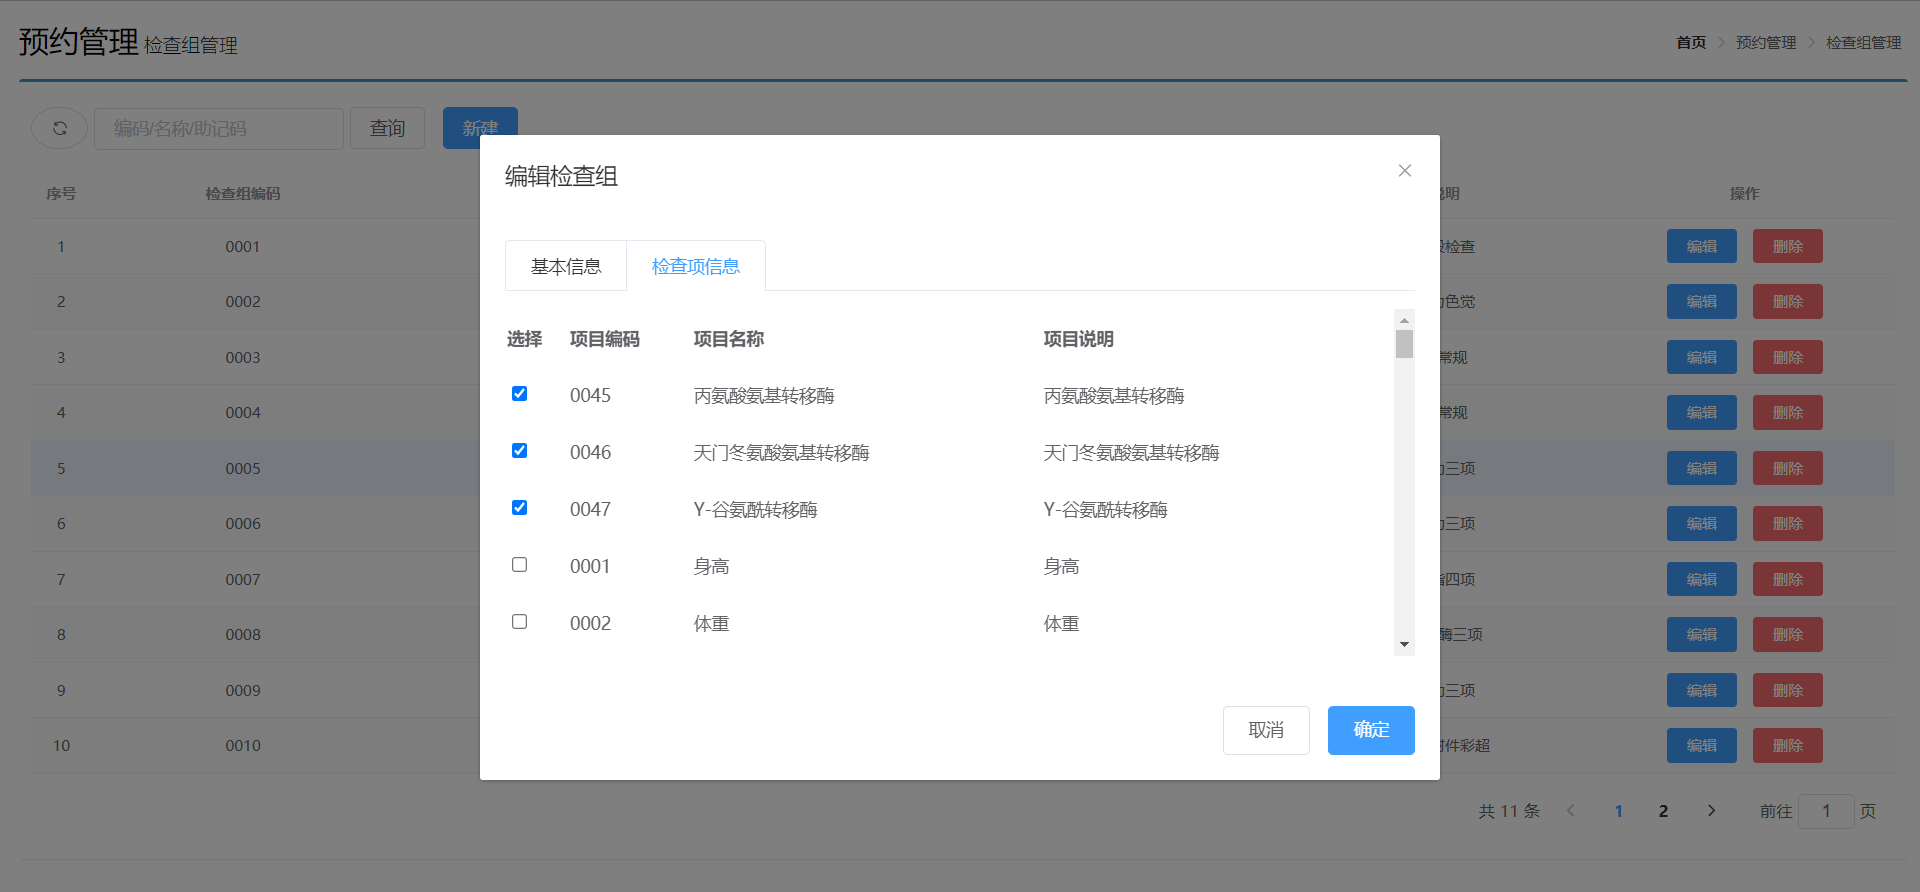 预约管理 检查组管理
首页 > 预约管理 > 检查组管理
编码/名称/助记码 查询 新建
序号 检查组编码 说明 操作
编辑检查组
基本信息 检查项信息
选择 项目编码 项目名称 项目说明
0045 丙氨酸氨基转移酶 丙氨酸氨基转移酶
0046 天门冬氨酸氨基转移酶 天门冬氨酸氨基转移酶
0047 Y-谷氨酰转移酶 Y-谷氨酰转移酶
0001 身高 身高
0002 体重 体重
取消 确定
1 0001 检查 编辑 删除
2 0002 色觉 编辑 删除
3 0003 常规 编辑 删除
4 0004 常规 编辑 删除
5 0005 三项 编辑 删除
6 0006 三项 编辑 删除
7 0007 四项 编辑 删除
8 0008 酶三项 编辑 删除
9 0009 三项 编辑 删除
10 0010 件彩超 编辑 删除
共 11 条 1 2 前往 1 页